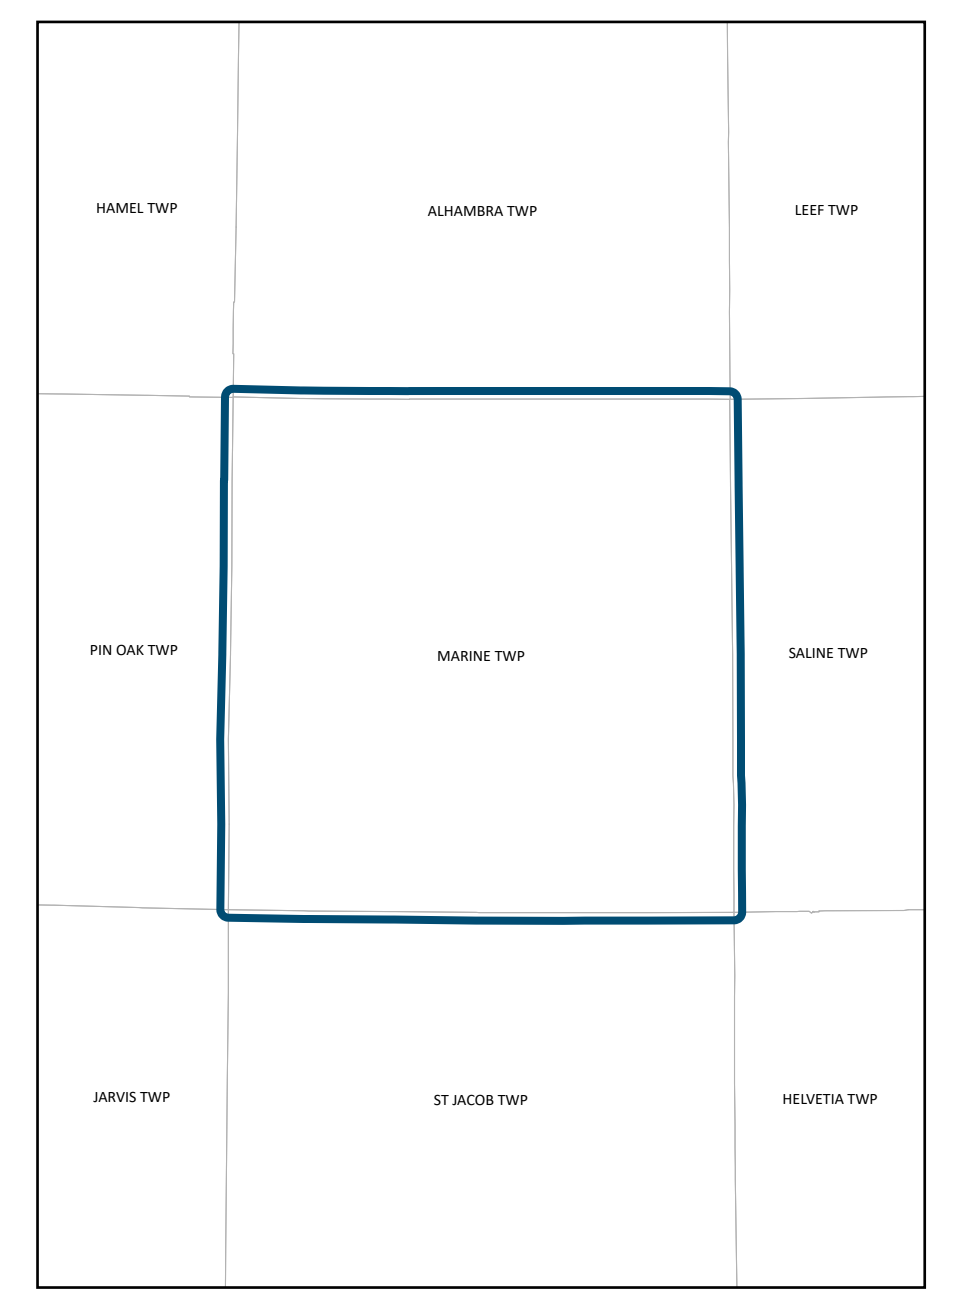 HAMEL TWP
ALHAMBRA TWP
LEEF TWP
PIN OAK TWP
MARINE TWP
SALINE TWP
JARVIS TWP
ST JACOB TWP
HELVETIA TWP